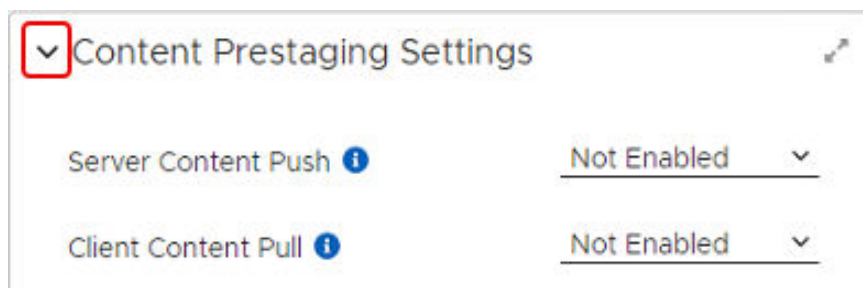 Content Prestaging Settings
Server Content Push Not Enabled
Client Content Pull Not Enabled